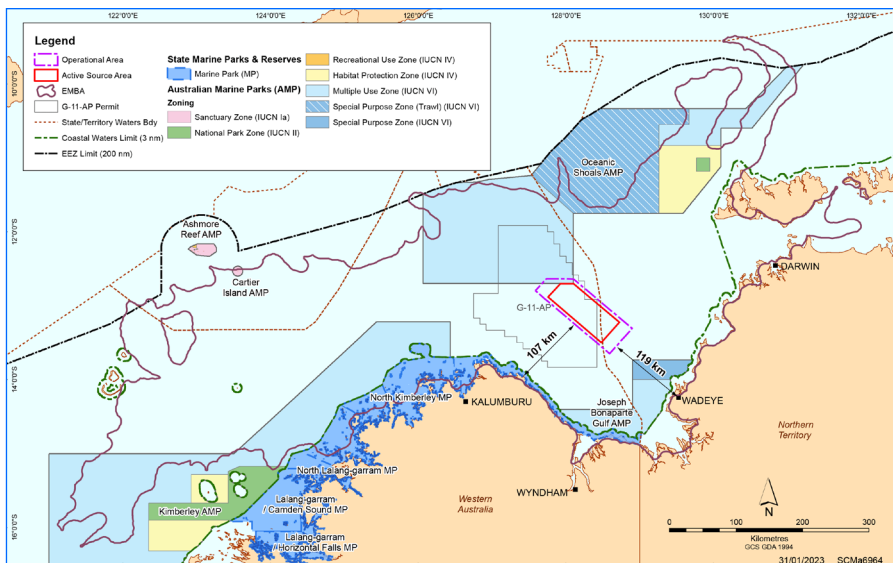 122°0'0"E
124°0'0"E
126°0'0"E
128°0'0"E
130°0'0"E
132°0'0"E
10°0'0"S
12°0'0"S
14°0'0"S
16°0'0"S
Legend
Operational Area
Active Source Area
EMBA
G-11-AP Permit
State/Territory Waters Bdy
Coastal Waters Limit (3 nm)
EEZ Limit (200 nm)
State Marine Parks & Reserves
Marine Park (MP)
Australian Marine Parks (AMP)
Zoning
Sanctuary Zone (IUCN Ia)
National Park Zone (IUCN II)
Recreational Use Zone (IUCN IV)
Habitat Protection Zone (IUCN IV)
Multiple Use Zone (IUCN VI)
Special Purpose Zone (Trawl) (IUCN VI)
Special Purpose Zone (IUCN VI)
Oceanic
Shoals AMP
Ashmore
Reef AMP
Cartier
Island AMP
DARWIN
G-11-AP
107 km
119 km
North Kimberley MP
KALUMBURU
Joseph
Bonaparte
Gulf AMP
WADEYE
Northern
Territory
North Lalang-garram MP
Kimberley AMP
Lalang-garram
/ Camden Sound MP
Lalang-garram
/ Horizontal Falls MP
Western
Australia
WYNDHAM
N
0 50 100 200 300
Kilometres
GCS GDA 1994
31/01/2023 SCMa6964